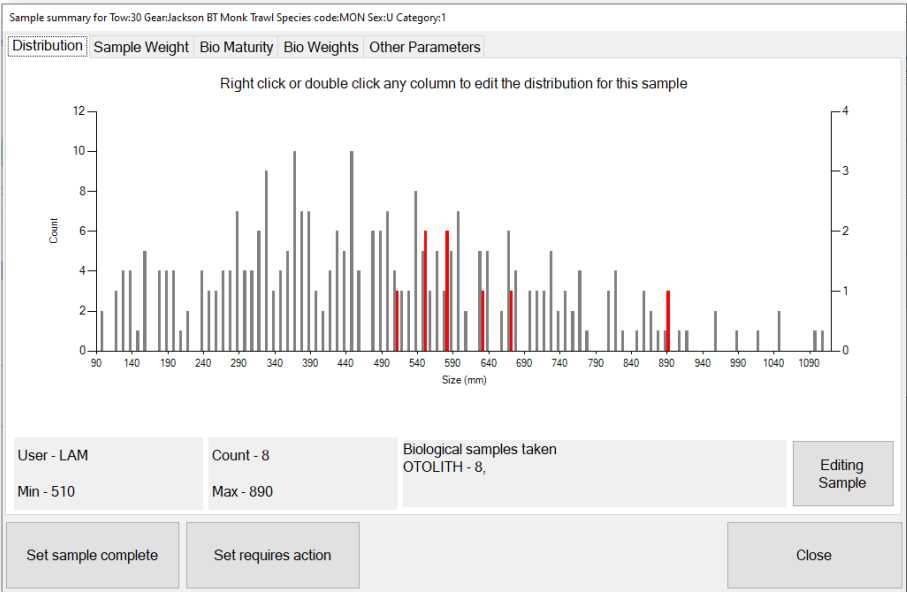 Sample summary for Tow:30 Gear:Jackson BT Monk Trawl Species code:MON Sex:U Category:1
Distribution Sample Weight Bio Maturity Bio Weights Other Parameters
Right click or double click any column to edit the distribution for this sample
12
10
8
6
4
2
0
Count
4
3
2
1
0
90 140 190 240 290 340 390 440 490 540 590 640 690 740 790 840 890 940 990 1040 1090
Size (mm)
User - LAM
Min - 510
Count - 8
Max - 890
Biological samples taken
OTOLITH - 8,
Editing
Sample
Set sample complete
Set requires action
Close